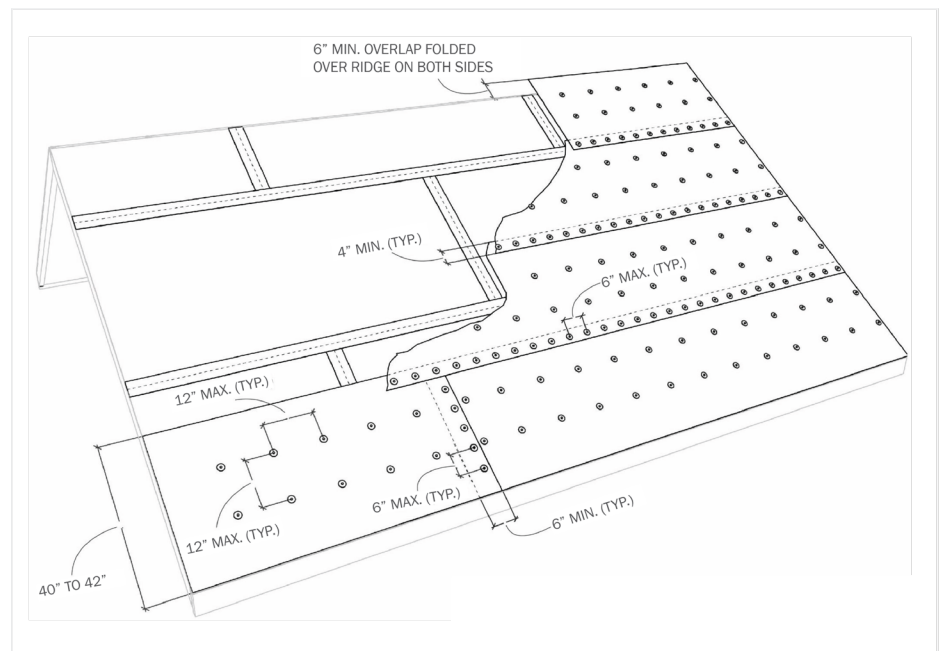 6” MIN. OVERLAP FOLDED
OVER RIDGE ON BOTH SIDES
4” MIN. (TYP.)
6” MAX. (TYP.)
12” MAX. (TYP.)
6” MAX. (TYP.)
12” MAX. (TYP.)
6” MIN. (TYP.)
40” TO 42”